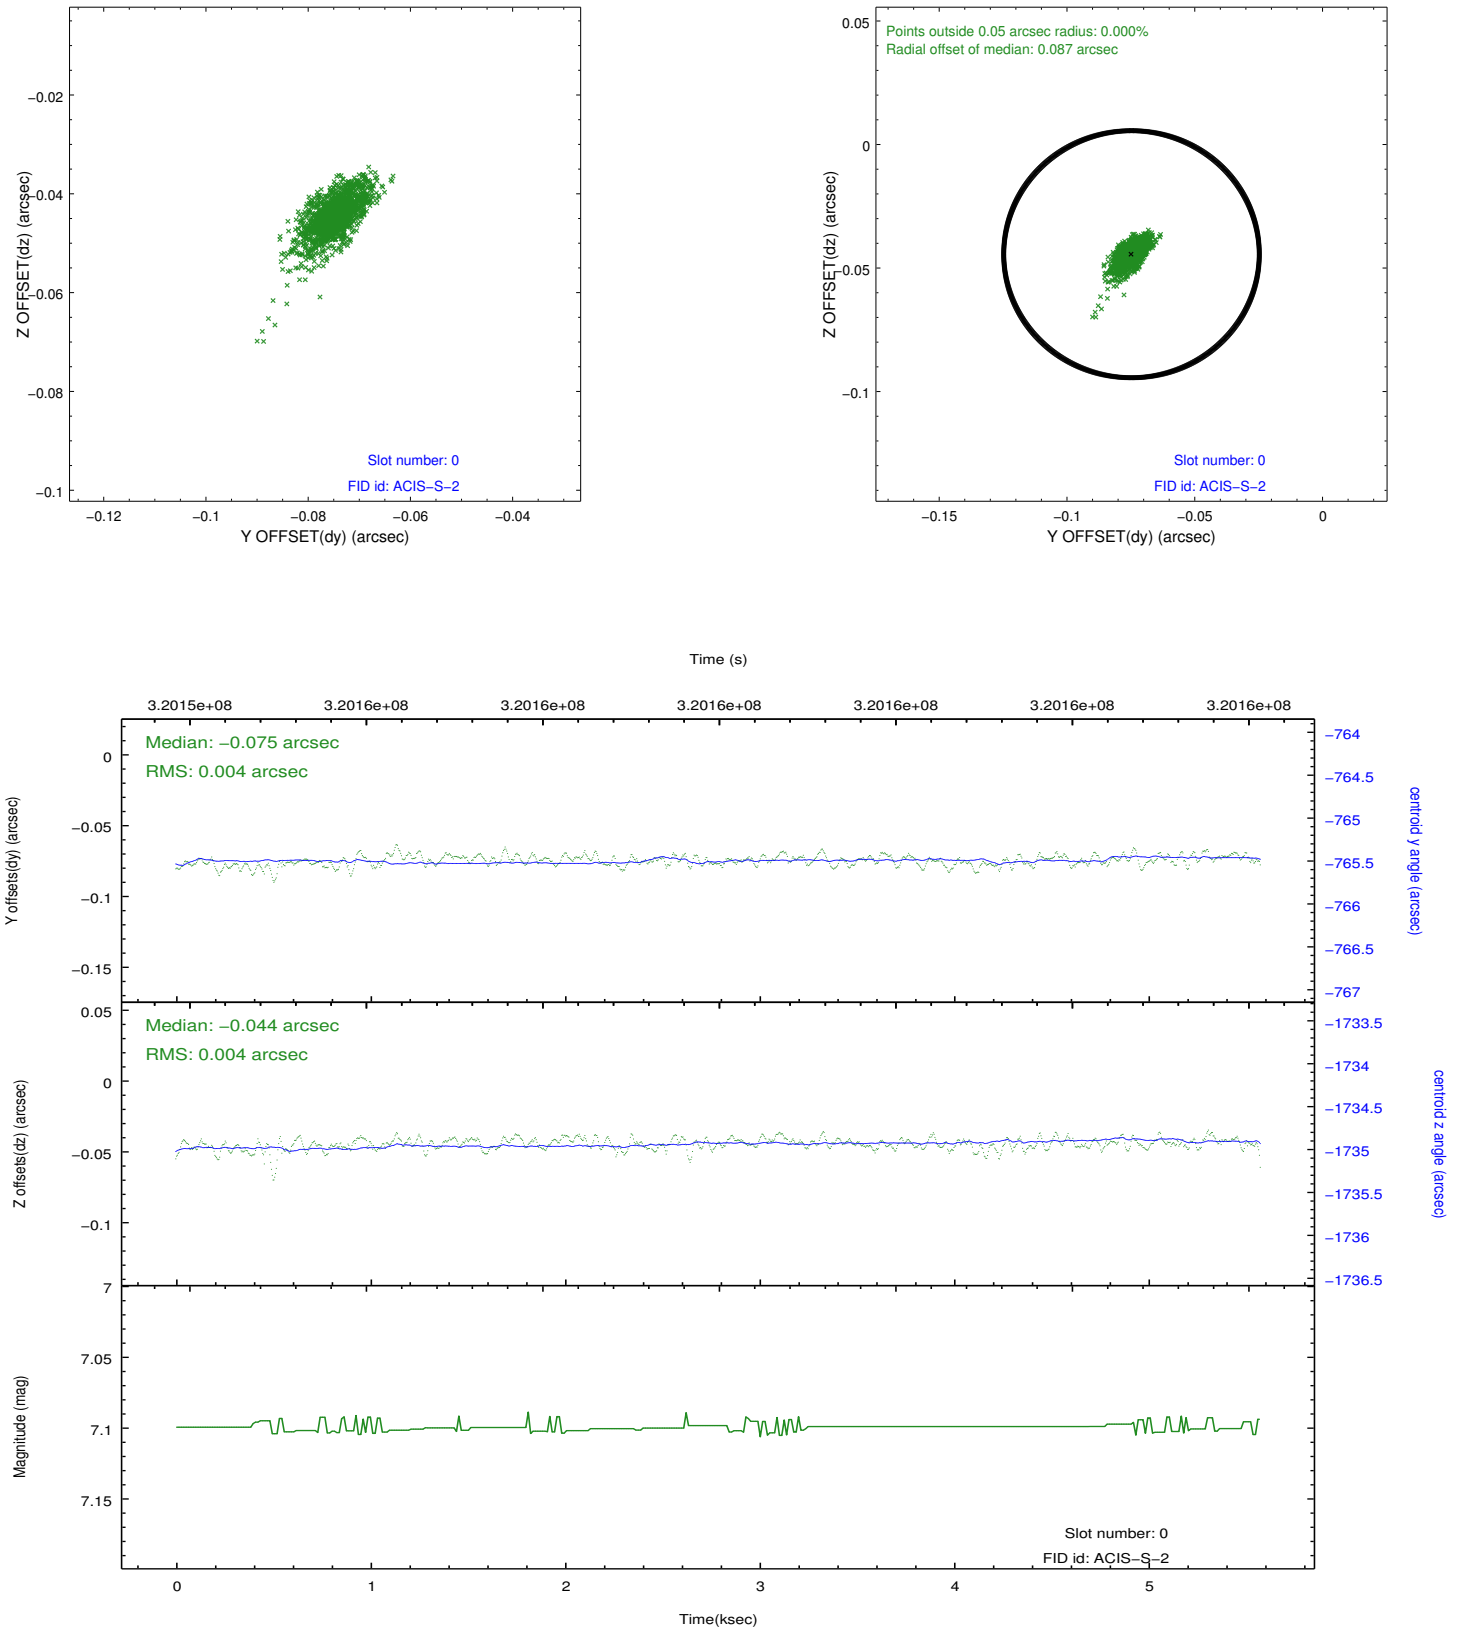 −0.02
−0.04
−0.06
−0.08
−0.1
Z OFFSET(dz) (arcsec)
Slot number: 0
FID id: ACIS−S−2
−0.12
−0.1
−0.08
−0.06
−0.04
Y OFFSET(dy) (arcsec)
Points outside 0.05 arcsec radius: 0.000%
Radial offset of median: 0.087 arcsec
0.05
0
−0.05
−0.1
Z OFFSET(dz) (arcsec)
Slot number: 0
FID id: ACIS−S−2
−0.15
−0.1
−0.05
0
Y OFFSET(dy) (arcsec)
Time (s)
3.2015e+08
3.2016e+08
3.2016e+08
3.2016e+08
3.2016e+08
3.2016e+08
3.2016e+08
Median: −0.075 arcsec
RMS: 0.004 arcsec
0
−0.05
−0.1
−0.15
Y offsets(dy) (arcsec)
−764
−764.5
−765
−765.5
−766
−766.5
−767
centroid y angle (arcsec)
Median: −0.044 arcsec
RMS: 0.004 arcsec
0.05
0
−0.05
−0.1
Z offsets(dz) (arcsec)
−1733.5
−1734
−1734.5
−1735
−1735.5
−1736
−1736.5
centroid z angle (arcsec)
7
7.05
7.1
7.15
Magnitude (mag)
Slot number: 0
FID id: ACIS−S−2
0
1
2
3
4
5
Time(ksec)